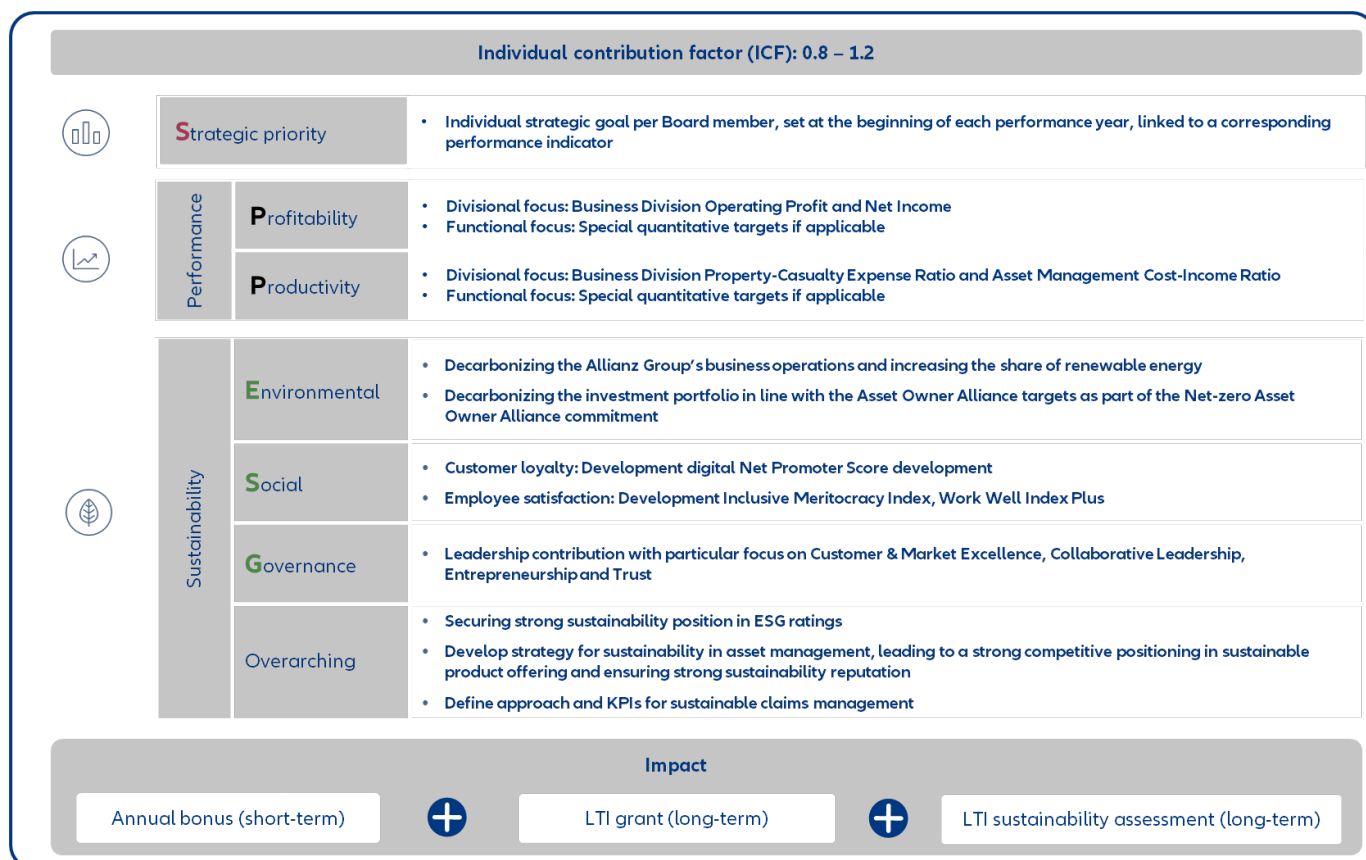 Individual contribution factor (ICF): 0.8 – 1.2
Strategic priority
• Individual strategic goal per Board member, set at the beginning of each performance year, linked to a corresponding
performance indicator
Performance
Profitability
• Divisional focus: Business Division Operating Profit and Net Income
• Functional focus: Special quantitative targets if applicable
Productivity
• Divisional focus: Business Division Property-Casualty Expense Ratio and Asset Management Cost-Income Ratio
• Functional focus: Special quantitative targets if applicable
Sustainability
Environmental
• Decarbonizing the Allianz Group's business operations and increasing the share of renewable energy
• Decarbonizing the investment portfolio in line with the Asset Owner Alliance targets as part of the Net-zero Asset
Owner Alliance commitment
Social
• Customer loyalty: Development digital Net Promoter Score development
• Employee satisfaction: Development Inclusive Meritocracy Index, Work Well Index Plus
Governance
• Leadership contribution with particular focus on Customer & Market Excellence, Collaborative Leadership,
Entrepreneurship and Trust
Overarching
• Securing strong sustainability position in ESG ratings
• Develop strategy for sustainability in asset management, leading to a strong competitive positioning in sustainable
product offering and ensuring strong sustainability reputation
• Define approach and KPIs for sustainable claims management
Impact
Annual bonus (short-term)
LTI grant (long-term)
LTI sustainability assessment (long-term)